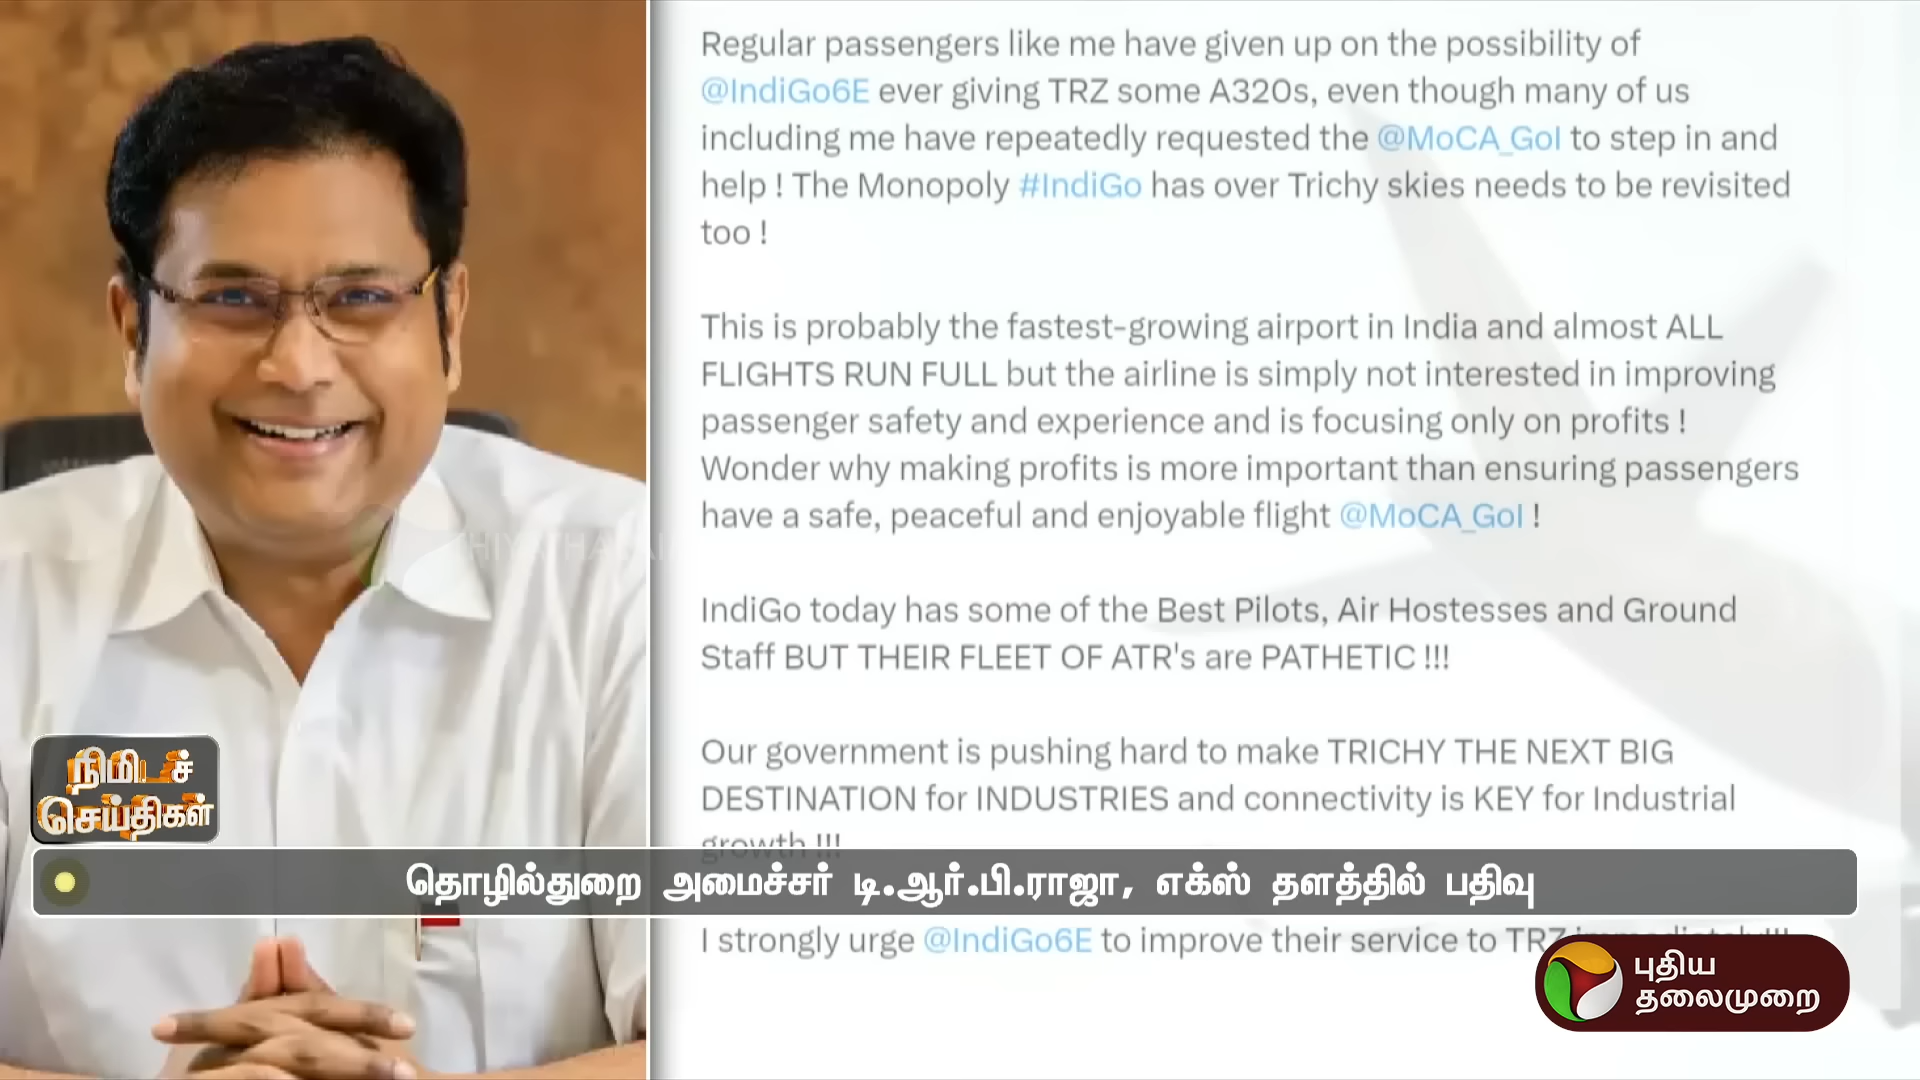 Regular passengers like me have given up on the possibility of
@IndiGo6E ever giving TRZ some A320s, even though many of us
including me have repeatedly requested the @MoCA_GoI to step in and
help ! The Monopoly #IndiGo has over Trichy skies needs to be revisited
too !
This is probably the fastest-growing airport in India and almost ALL
FLIGHTS RUN FULL but the airline is simply not interested in improving
passenger safety and experience and is focusing only on profits !
Wonder why making profits is more important than ensuring passengers
have a safe, peaceful and enjoyable flight @MoCA_GoI !
IndiGo today has some of the Best Pilots, Air Hostesses and Ground
Staff BUT THEIR FLEET OF ATR's are PATHETIC !!!
Our government is pushing hard to make TRICHY THE NEXT BIG
DESTINATION for INDUSTRIES and connectivity is KEY for Industrial
growth !!!
நிமிடச்
செய்திகள்
தொழில்துறை அமைச்சர் டி.ஆர்.பி.ராஜா, எக்ஸ் தளத்தில் பதிவு
I strongly urge @IndiGo6E to improve their service to TRZ immediately!!!
புதிய
தலைமுறை